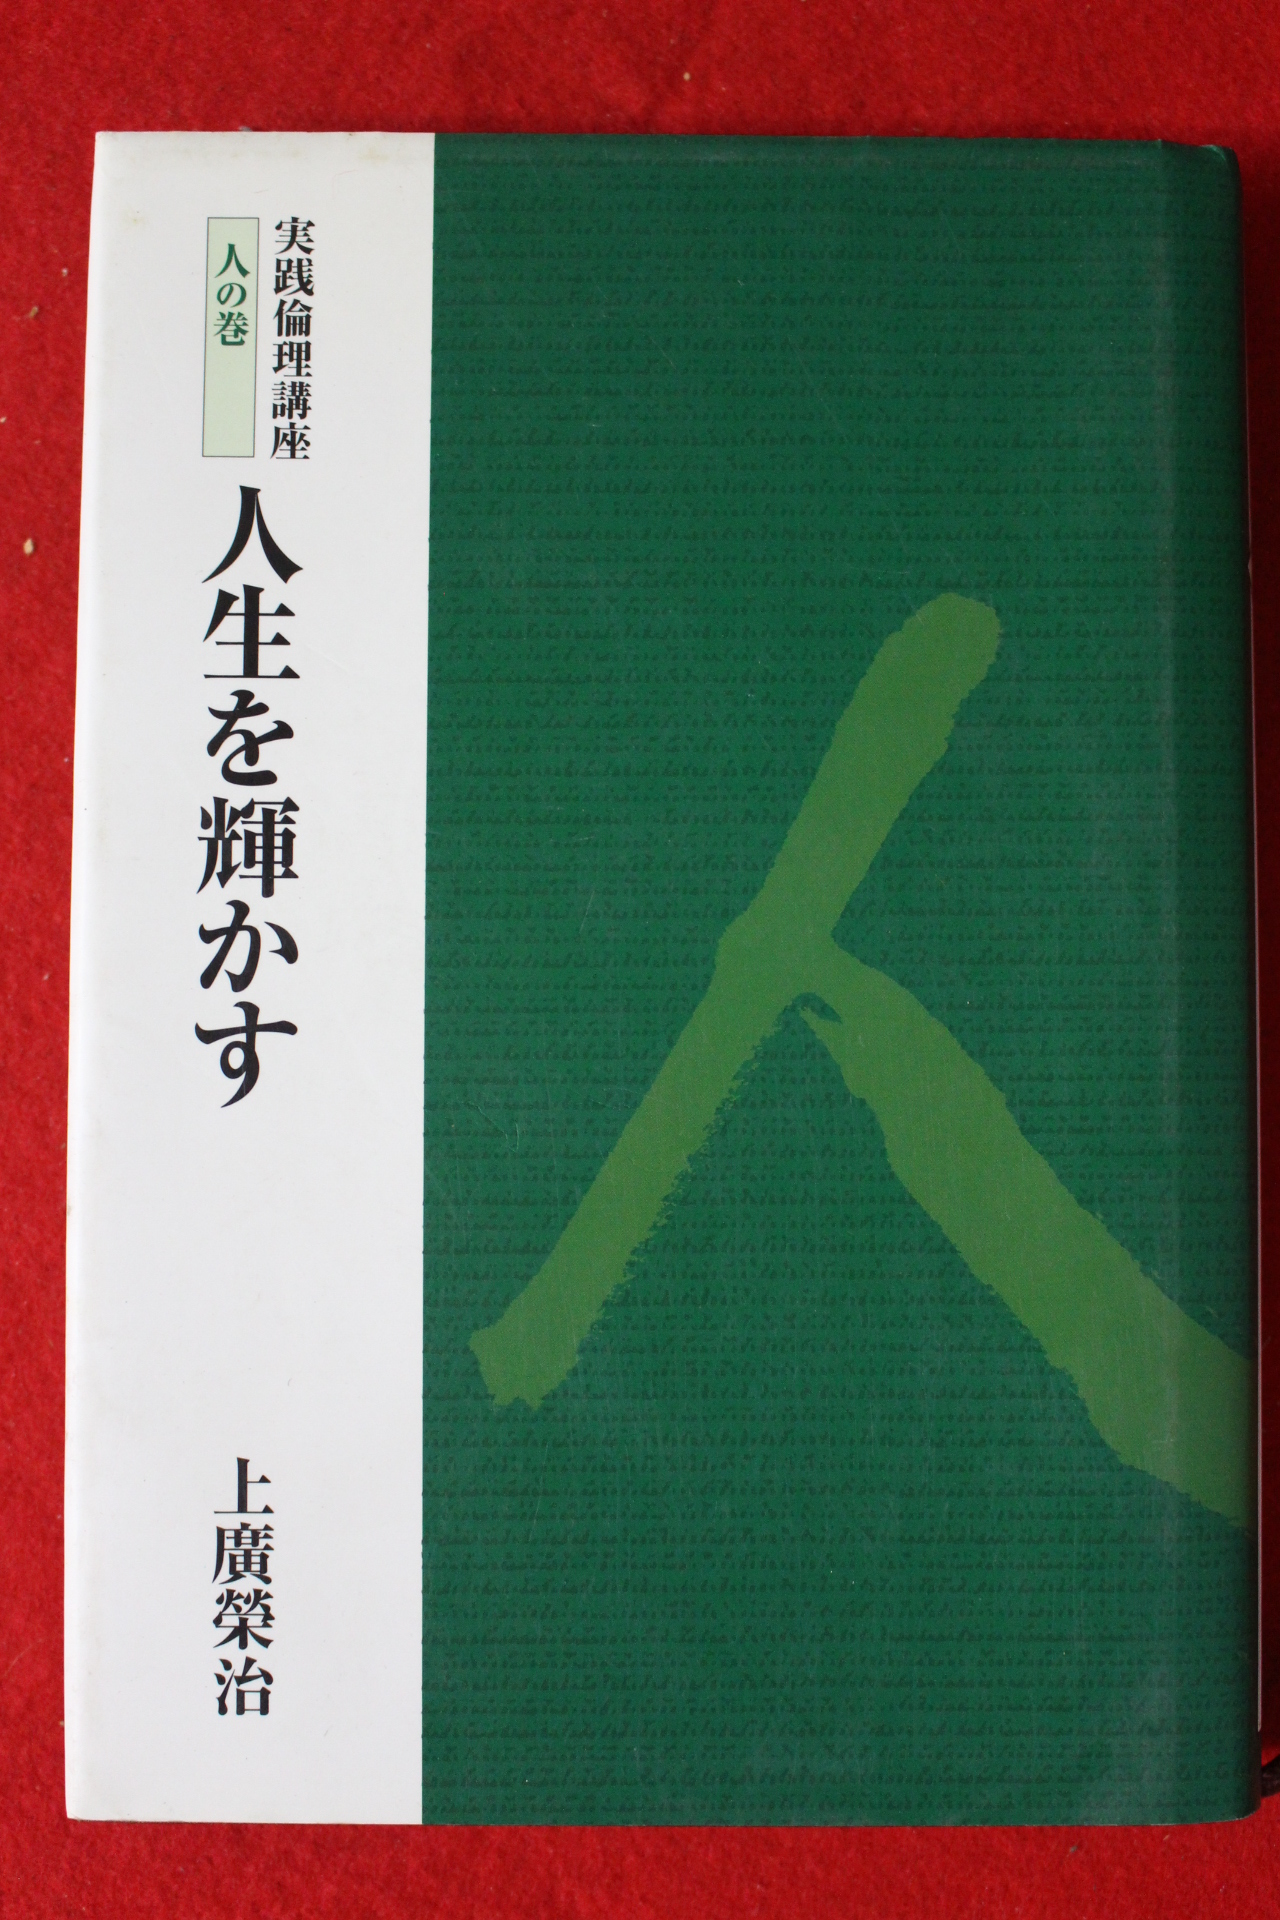 実践倫理講座
人の巻
人生を輝かす
上廣榮治
人